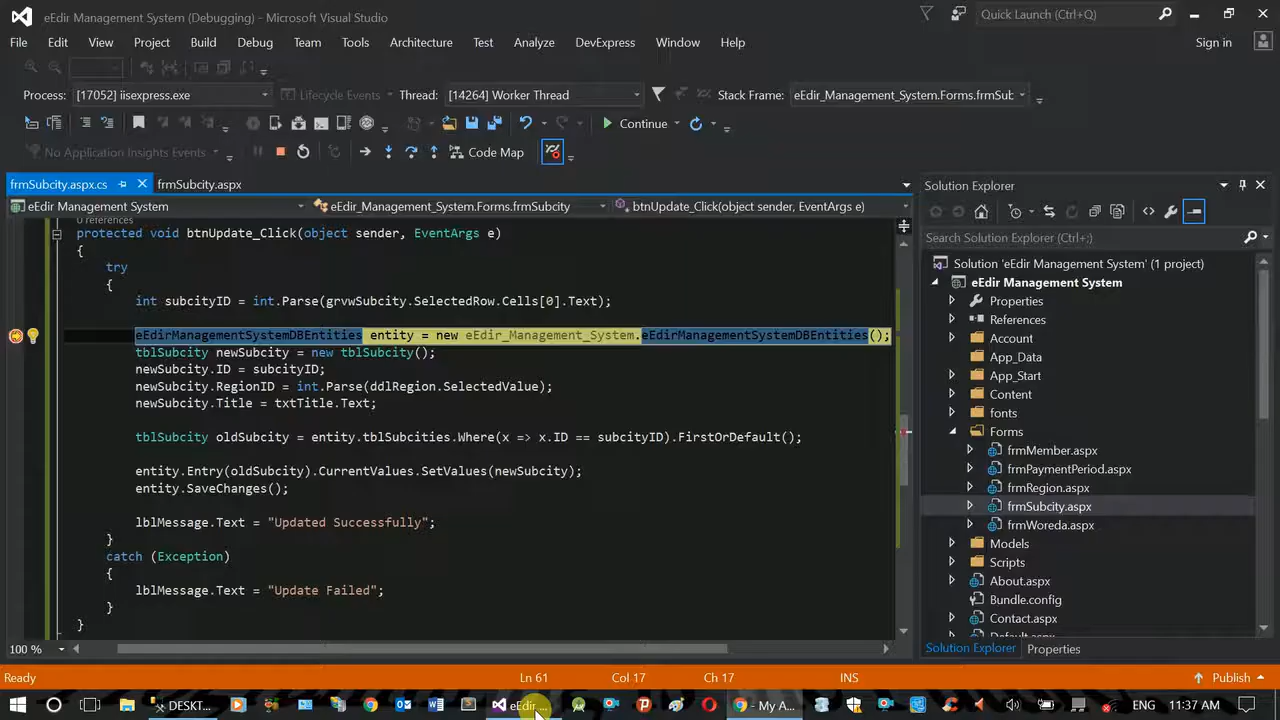 eEdir Management System (Debugging) - Microsoft Visual Studio
Quick Launch (Ctrl+Q)
File Edit View Project Build Debug Team Tools Architecture Test Analyze DevExpress Window Help
Sign in
Process: [17052] iisexpress.exe Lifecycle Events Thread: [14264] Worker Thread Stack Frame: eEdir_Management_System.Forms.frmSub
Continue
No Application Insights Events Code Map
frmSubcity.aspx.cs frmSubcity.aspx
eEdir Management System eEdir_Management_System.Forms.frmSubcity btnUpdate_Click(object sender, EventArgs e)
0 references
protected void btnUpdate_Click(object sender, EventArgs e)
{
try
{
int subcityID = int.Parse(grvwSubcity.SelectedRow.Cells[0].Text);
eEdirManagementSystemDBEntities entity = new eEdir_Management_System.eEdirManagementSystemDBEntities();
tblSubcity newSubcity = new tblSubcity();
newSubcity.ID = subcityID;
newSubcity.RegionID = int.Parse(ddlRegion.SelectedValue);
newSubcity.Title = txtTitle.Text;
tblSubcity oldSubcity = entity.tblSubcities.Where(x => x.ID == subcityID).FirstOrDefault();
entity.Entry(oldSubcity).CurrentValues.SetValues(newSubcity);
entity.SaveChanges();
lblMessage.Text = "Updated Successfully";
}
catch (Exception)
{
lblMessage.Text = "Update Failed";
}
}
100 %
Solution Explorer
Search Solution Explorer (Ctrl+;)
Solution 'eEdir Management System' (1 project)
eEdir Management System
Properties
References
Account
App_Data
App_Start
Content
fonts
Forms
frmMember.aspx
frmPaymentPeriod.aspx
frmRegion.aspx
frmSubcity.aspx
frmWoreda.aspx
Models
Scripts
About.aspx
Bundle.config
Contact.aspx
Default.aspx
Solution Explorer Properties
Ready Ln 61 Col 17 Ch 17 INS Publish
DESKT... eEdir ... - My A... ENG 11:37 AM